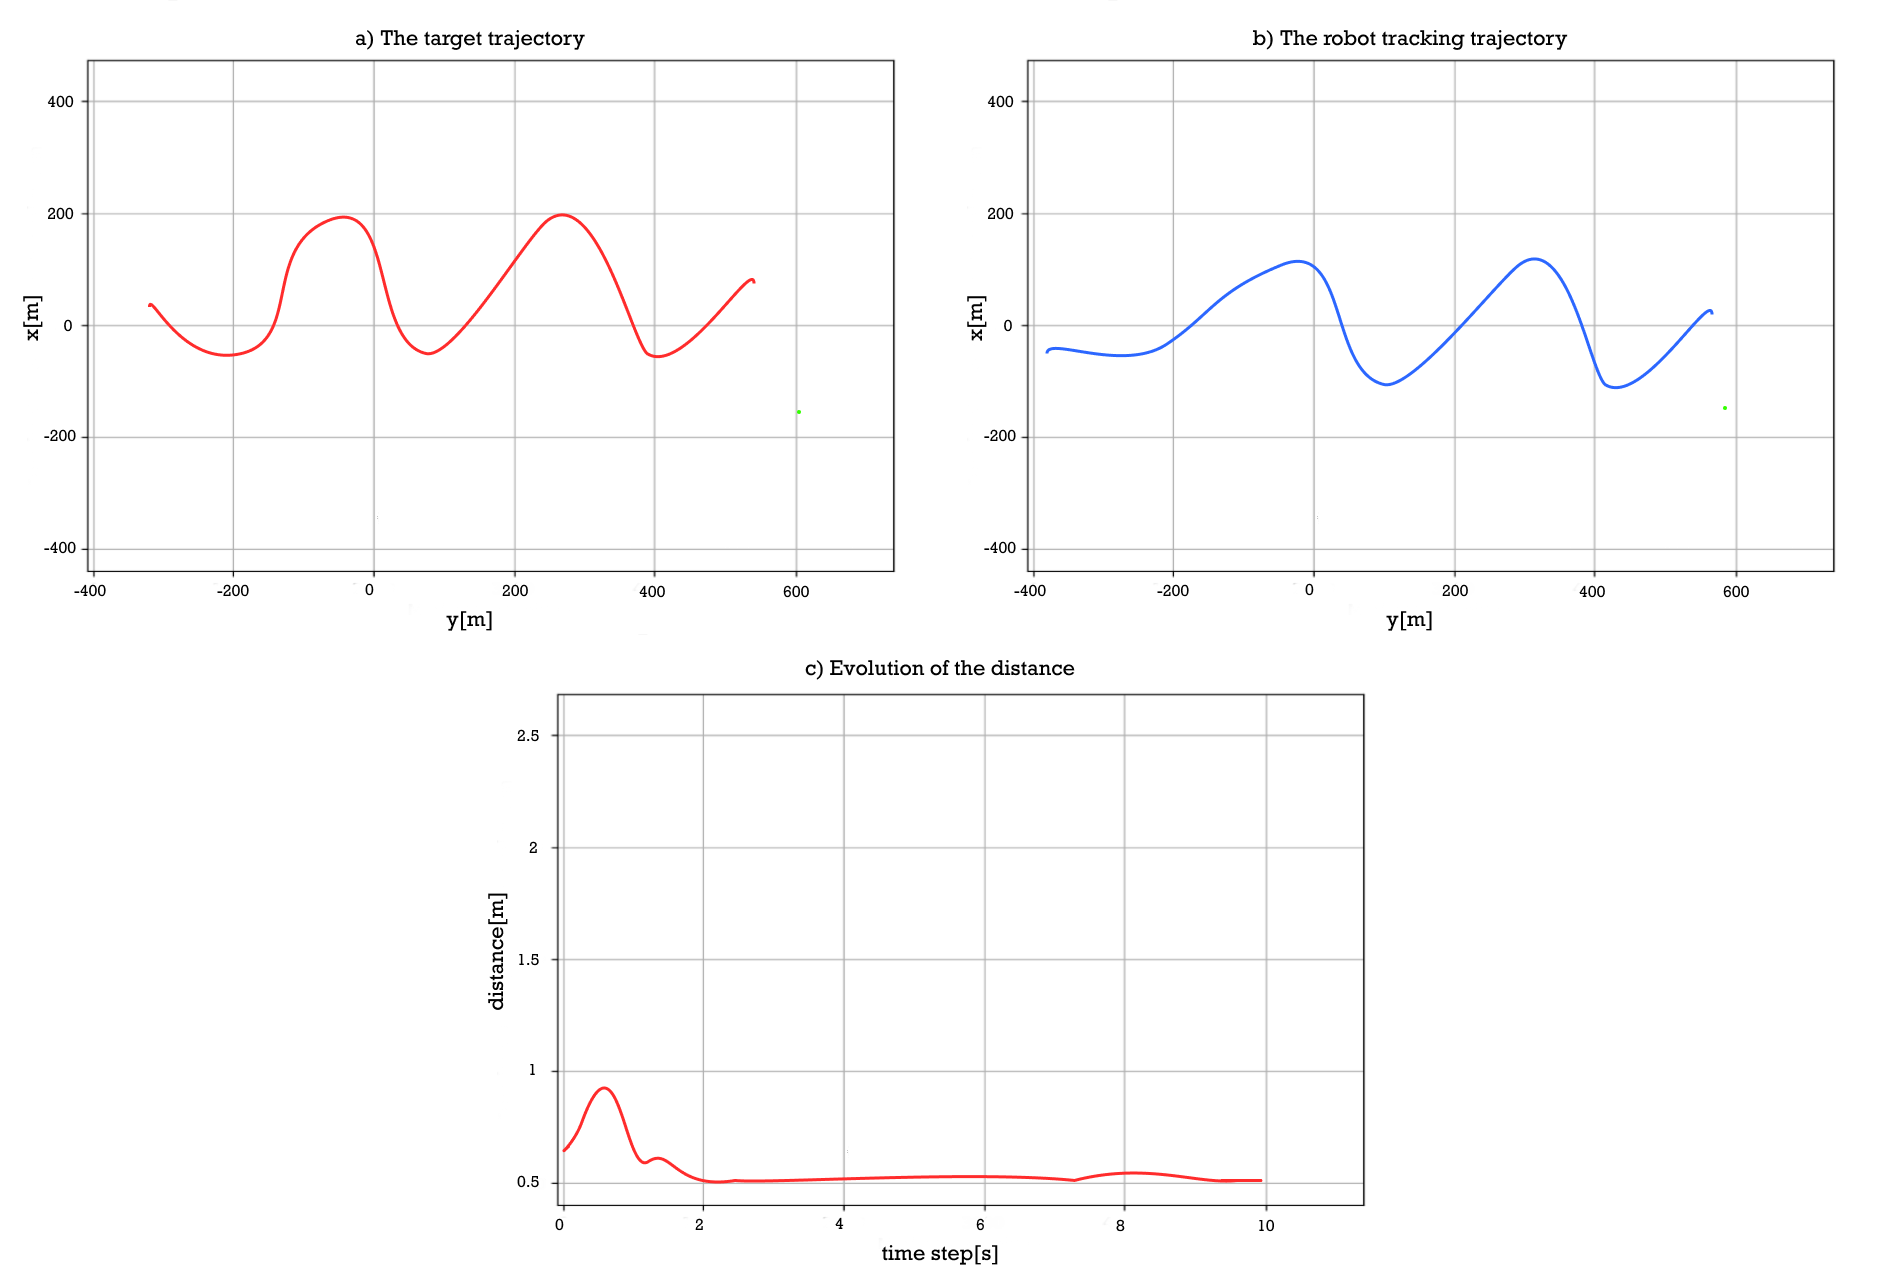 a) The target trajectory
400
200
0
-200
-400
x[m]
-400 -200 0 200 400 600
y[m]
b) The robot tracking trajectory
400
200
0
-200
-400
x[m]
-400 -200 0 200 400 600
y[m]
c) Evolution of the distance
2.5
2
1.5
1
0.5
distance[m]
0 2 4 6 8 10
time step[s]